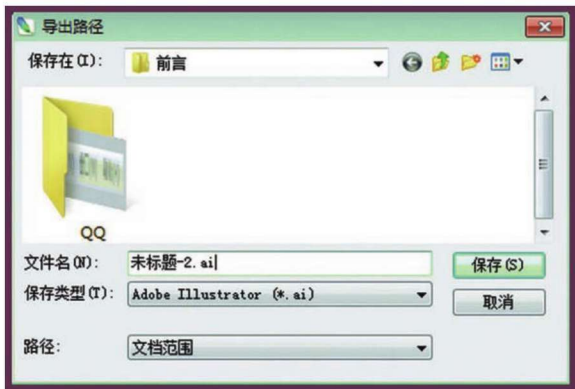 导出路径
保存在(I): 前言
QQ
文件名(N): 未标题-2.ai
保存(S)
保存类型(T): Adobe Illustrator (*.ai)
取消
路径: 文档范围